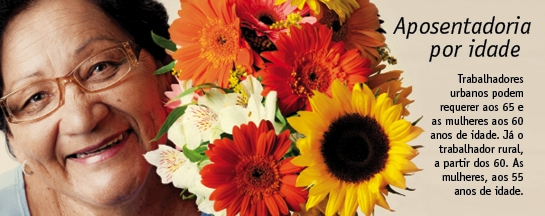 Aposentadoria
por idade
Trabalhadores
urbanos podem
requerer aos 65 e
as mulheres aos 60
anos de idade. Já o
trabalhador rural,
a partir dos 60. As
mulheres, aos 55
anos de idade.